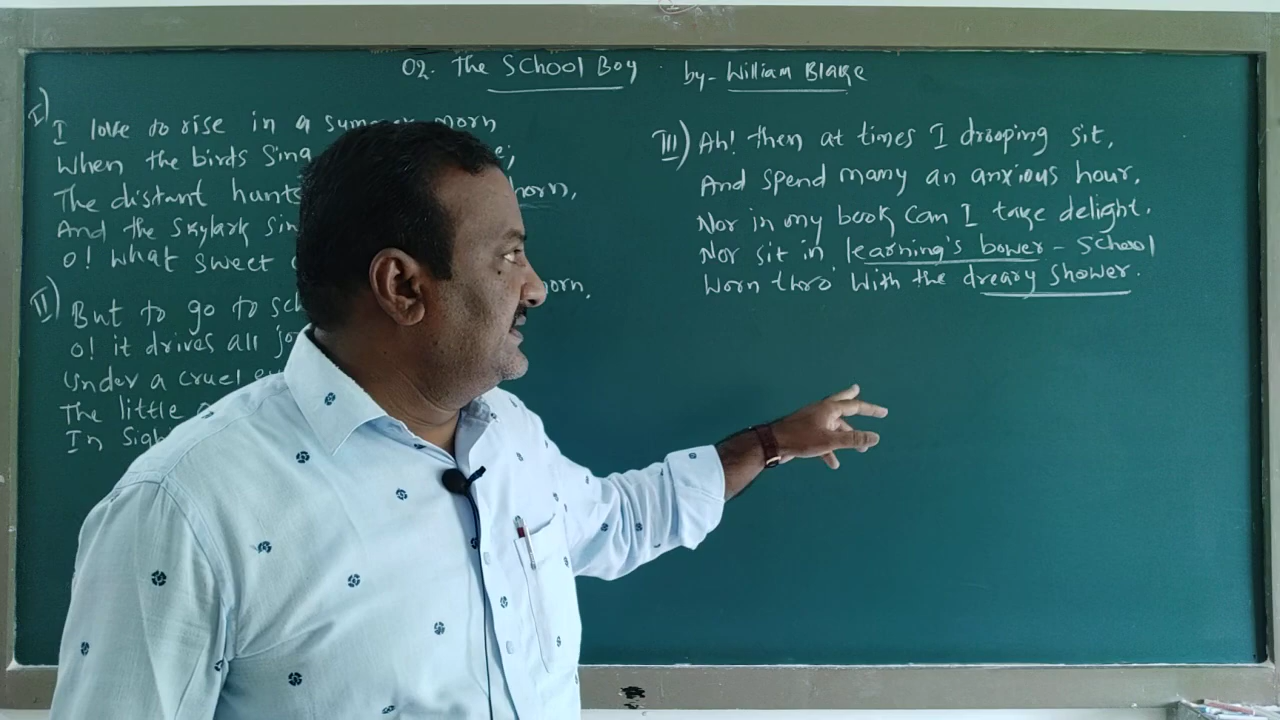 02. The School Boy by- William Blake
I)
I love to rise in a summer morn
When the birds Sing
The distant hunts horn,
And the Skylark Sin
O! What sweet
II)
But to go to sch orn,
O! it drives all jo
Under a cruel
The little
In Sigh
III) Ah! then at times I drooping sit,
And spend many an anxious hour,
Nor in my book can I take delight,
Nor sit in learning's bower - School
Worn thro' With the dreary shower.